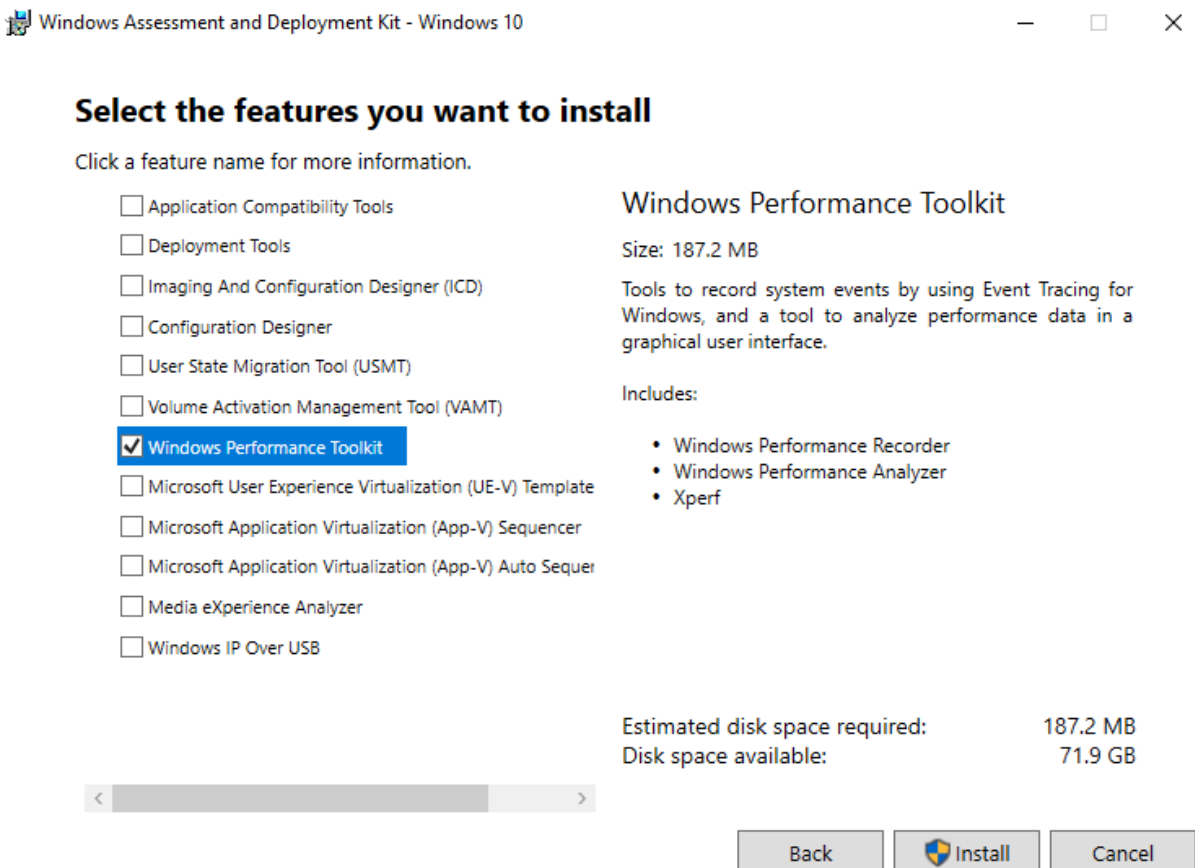 Windows Assessment and Deployment Kit - Windows 10
Select the features you want to install
Click a feature name for more information.
Application Compatibility Tools
Deployment Tools
Imaging And Configuration Designer (ICD)
Configuration Designer
User State Migration Tool (USMT)
Volume Activation Management Tool (VAMT)
Windows Performance Toolkit
Microsoft User Experience Virtualization (UE-V) Template
Microsoft Application Virtualization (App-V) Sequencer
Microsoft Application Virtualization (App-V) Auto Sequer
Media eXperience Analyzer
Windows IP Over USB
Windows Performance Toolkit
Size: 187.2 MB
Tools to record system events by using Event Tracing for
Windows, and a tool to analyze performance data in a
graphical user interface.
Includes:
• Windows Performance Recorder
• Windows Performance Analyzer
• Xperf
Estimated disk space required: 187.2 MB
Disk space available: 71.9 GB
Back Install Cancel